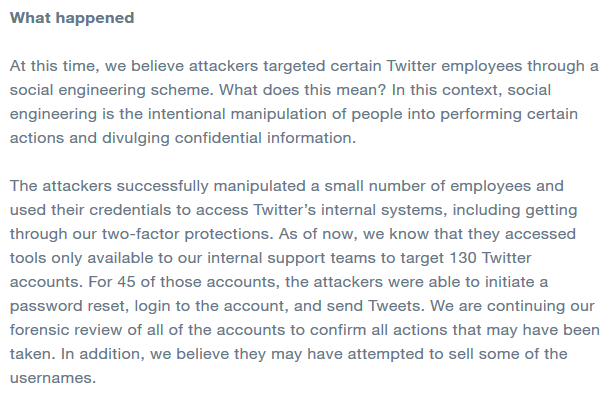 What happened
At this time, we believe attackers targeted certain Twitter employees through a
social engineering scheme. What does this mean? In this context, social
engineering is the intentional manipulation of people into performing certain
actions and divulging confidential information.
The attackers successfully manipulated a small number of employees and
used their credentials to access Twitter’s internal systems, including getting
through our two-factor protections. As of now, we know that they accessed
tools only available to our internal support teams to target 130 Twitter
accounts. For 45 of those accounts, the attackers were able to initiate a
password reset, login to the account, and send Tweets. We are continuing our
forensic review of all of the accounts to confirm all actions that may have been
taken. In addition, we believe they may have attempted to sell some of the
usernames.